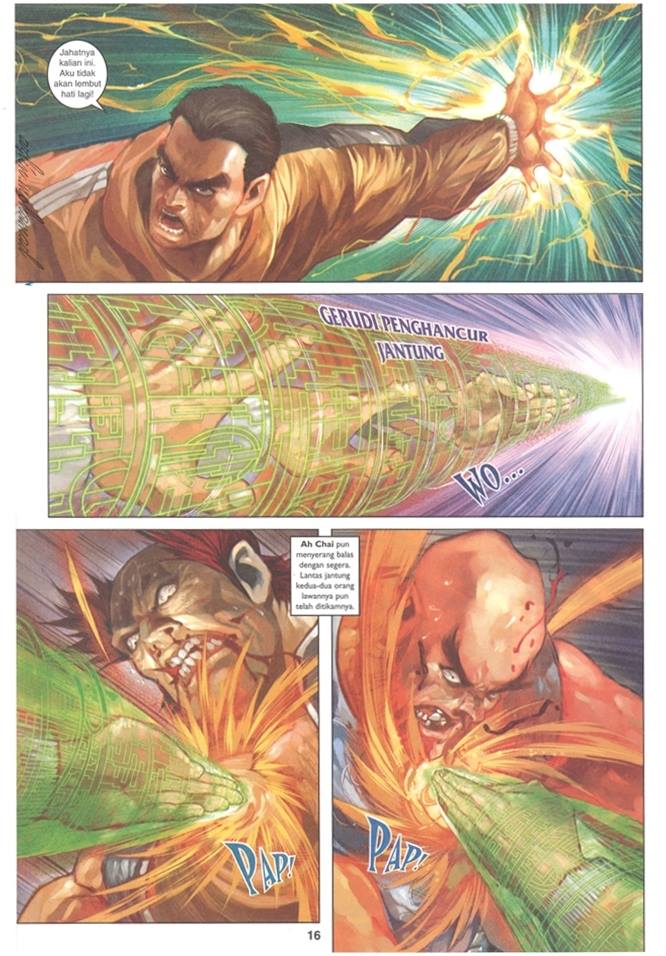 Jahatnya
kalian ini.
Aku tidak
akan lembut
hati lagi!
GERUDI PENGHANCUR
JANTUNG
WO...
Ah Chai pun
menyerang balas
dengan segera.
Lantas jantung
kedua-dua orang
lawannya pun
telah ditikamnya.
PAP!
PAP!
16